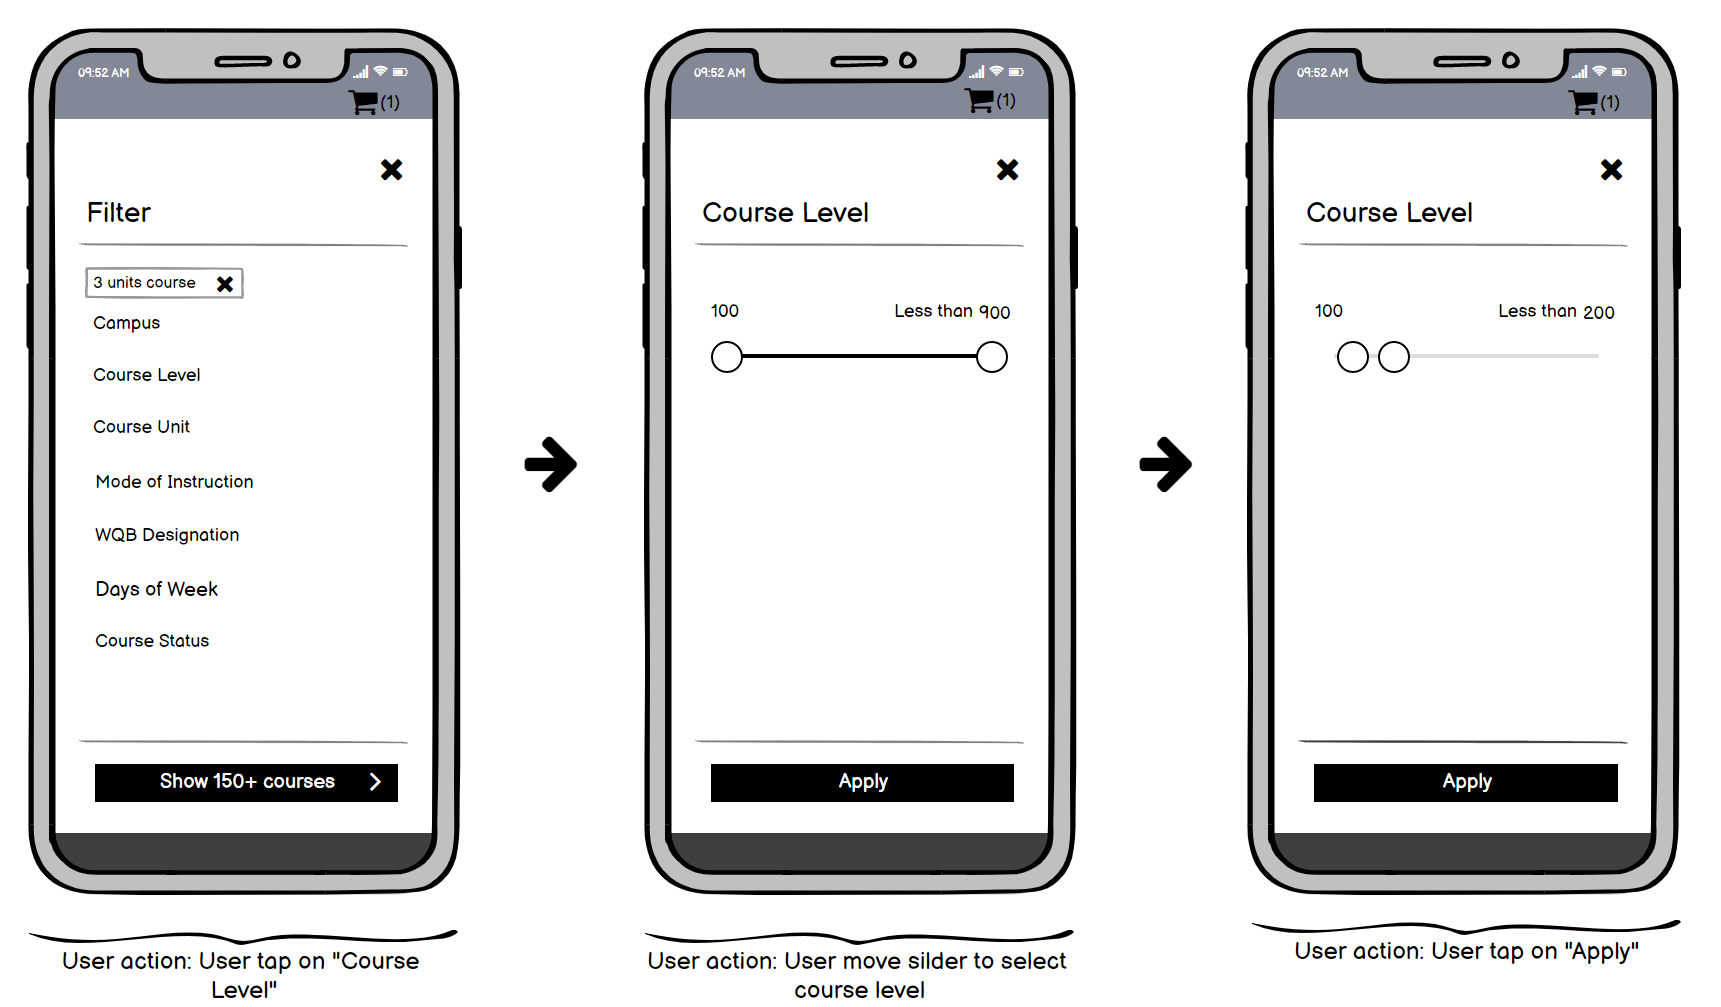 09:52 AM
(1)
Filter
3 units course
Campus
Course Level
Course Unit
Mode of Instruction
WQB Designation
Days of Week
Course Status
Show 150+ courses
User action: User tap on "Course
Level"
09:52 AM
(1)
Course Level
100 Less than 900
Apply
User action: User move silder to select
course level
09:52 AM
(1)
Course Level
100 Less than 200
Apply
User action: User tap on "Apply"